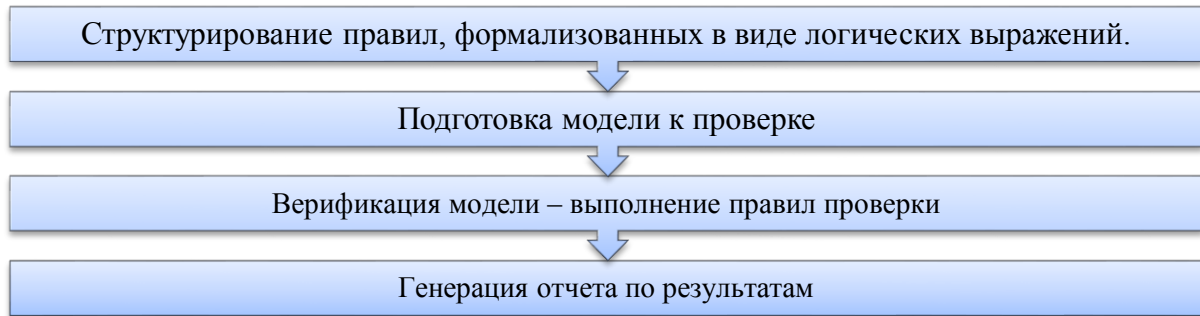 Структурирование правил, формализованных в виде логических выражений.
Подготовка модели к проверке
Верификация модели – выполнение правил проверки
Генерация отчета по результатам